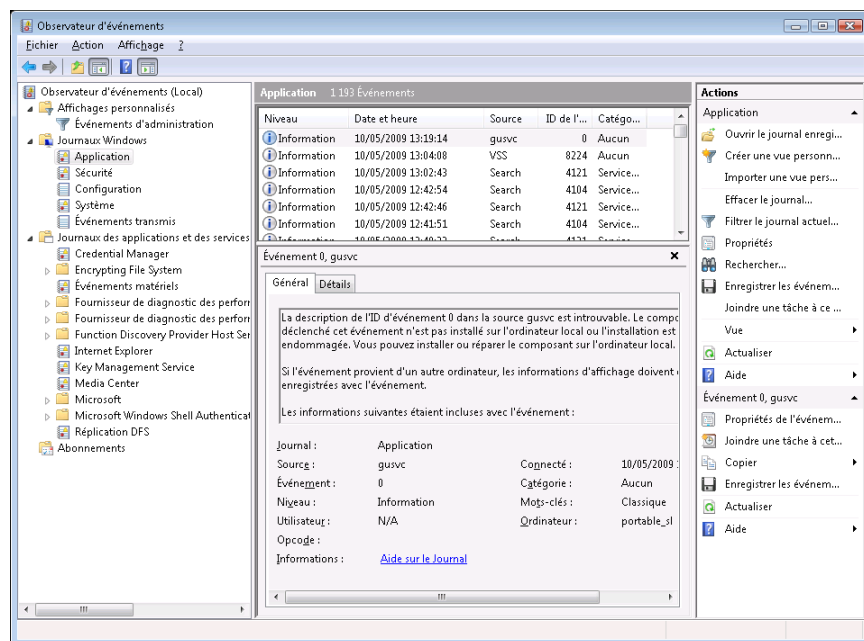 Observateur d'événements
Fichier Action Affichage ?
Observateur d'événements (Local)
Affichages personnalisés
Événements d'administration
Journaux Windows
Application
Sécurité
Configuration
Système
Événements transmis
Journaux des applications et des services
Credential Manager
Encrypting File System
Événements matériels
Fournisseur de diagnostic des perforr
Fournisseur de diagnostic des perforr
Function Discovery Provider Host Ser
Internet Explorer
Key Management Service
Media Center
Microsoft
Microsoft Windows Shell Authenticat
Réplication DFS
Abonnements
Application 1 193 Événements
Niveau Date et heure Source ID de l'... Catégo...
Information 10/05/2009 13:19:14 gusvc 0 Aucun
Information 10/05/2009 13:04:08 VSS 8224 Aucun
Information 10/05/2009 13:02:43 Search 4121 Service...
Information 10/05/2009 12:42:54 Search 4104 Service...
Information 10/05/2009 12:42:46 Search 4121 Service...
Information 10/05/2009 12:41:51 Search 4104 Service...
Événement 0, gusvc
Général Détails
La description de l'ID d'événement 0 dans la source gusvc est introuvable. Le compo
déclenché cet événement n'est pas installé sur l'ordinateur local ou l'installation est
endommagée. Vous pouvez installer ou réparer le composant sur l'ordinateur local.
Si l'événement provient d'un autre ordinateur, les informations d'affichage doivent
enregistrées avec l'événement.
Les informations suivantes étaient incluses avec l'événement :
Journal : Application
Source : gusvc Connecté : 10/05/2009
Événement : 0 Catégorie : Aucun
Niveau : Information Mots-clés : Classique
Utilisateur : N/A Ordinateur : portable_sl
Opcode :
Informations : Aide sur le Journal
Actions
Application
Ouvrir le journal enregi...
Créer une vue personn...
Importer une vue pers...
Effacer le journal...
Filtrer le journal actuel...
Propriétés
Rechercher...
Enregistrer les événem...
Joindre une tâche à ce ...
Vue
Actualiser
Aide
Événement 0, gusvc
Propriétés de l'événem...
Joindre une tâche à cet...
Copier
Enregistrer les événem...
Actualiser
Aide